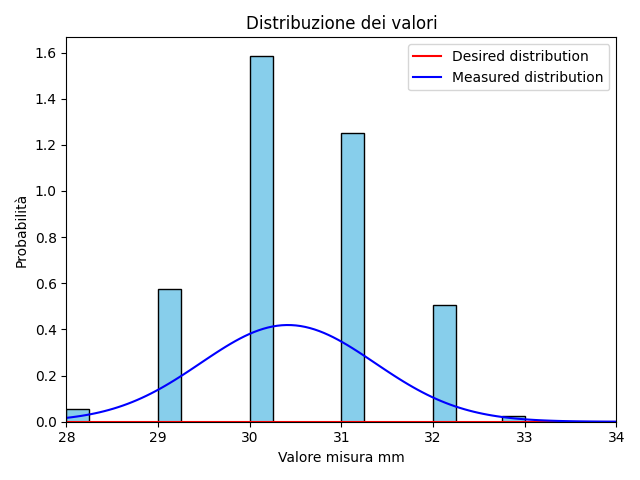 Distribuzione dei valori
Desired distribution
Measured distribution
Probabilità
1.6
1.4
1.2
1.0
0.8
0.6
0.4
0.2
0.0
28 29 30 31 32 33 34
Valore misura mm